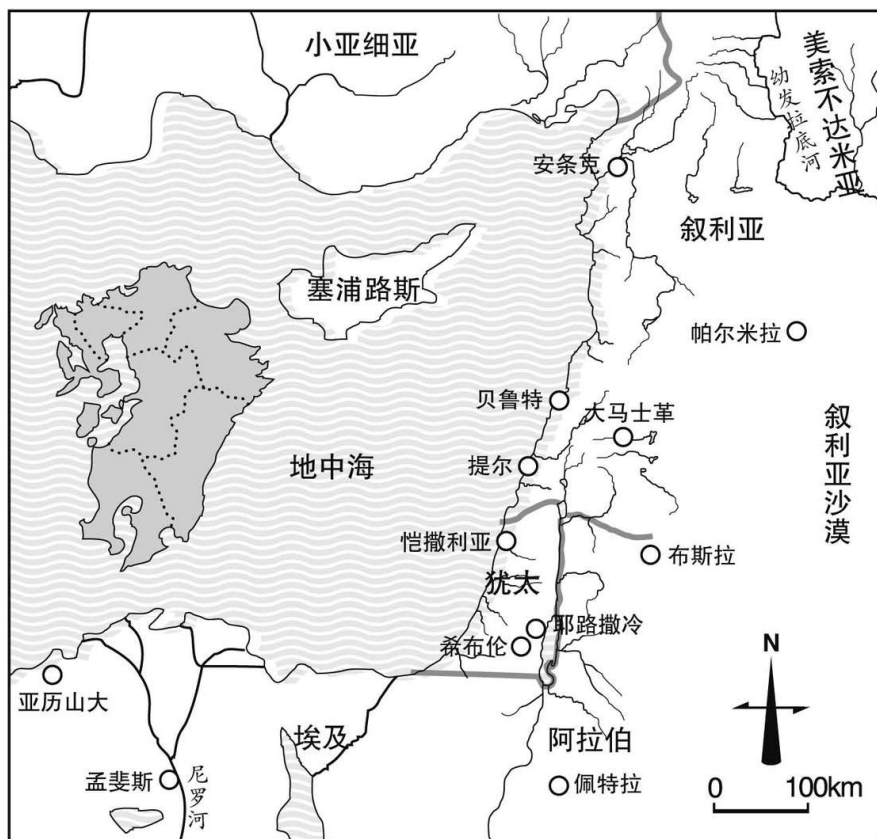 小亚细亚
美索不达米亚
幼发拉底河
安条克
叙利亚
塞浦路斯
帕尔米拉
贝鲁特
大马士革
叙利亚沙漠
地中海
提尔
恺撒利亚
布斯拉
犹太
耶路撒冷
希布伦
N
亚历山大
埃及
阿拉伯
孟斐斯
尼罗河
佩特拉
0 100km